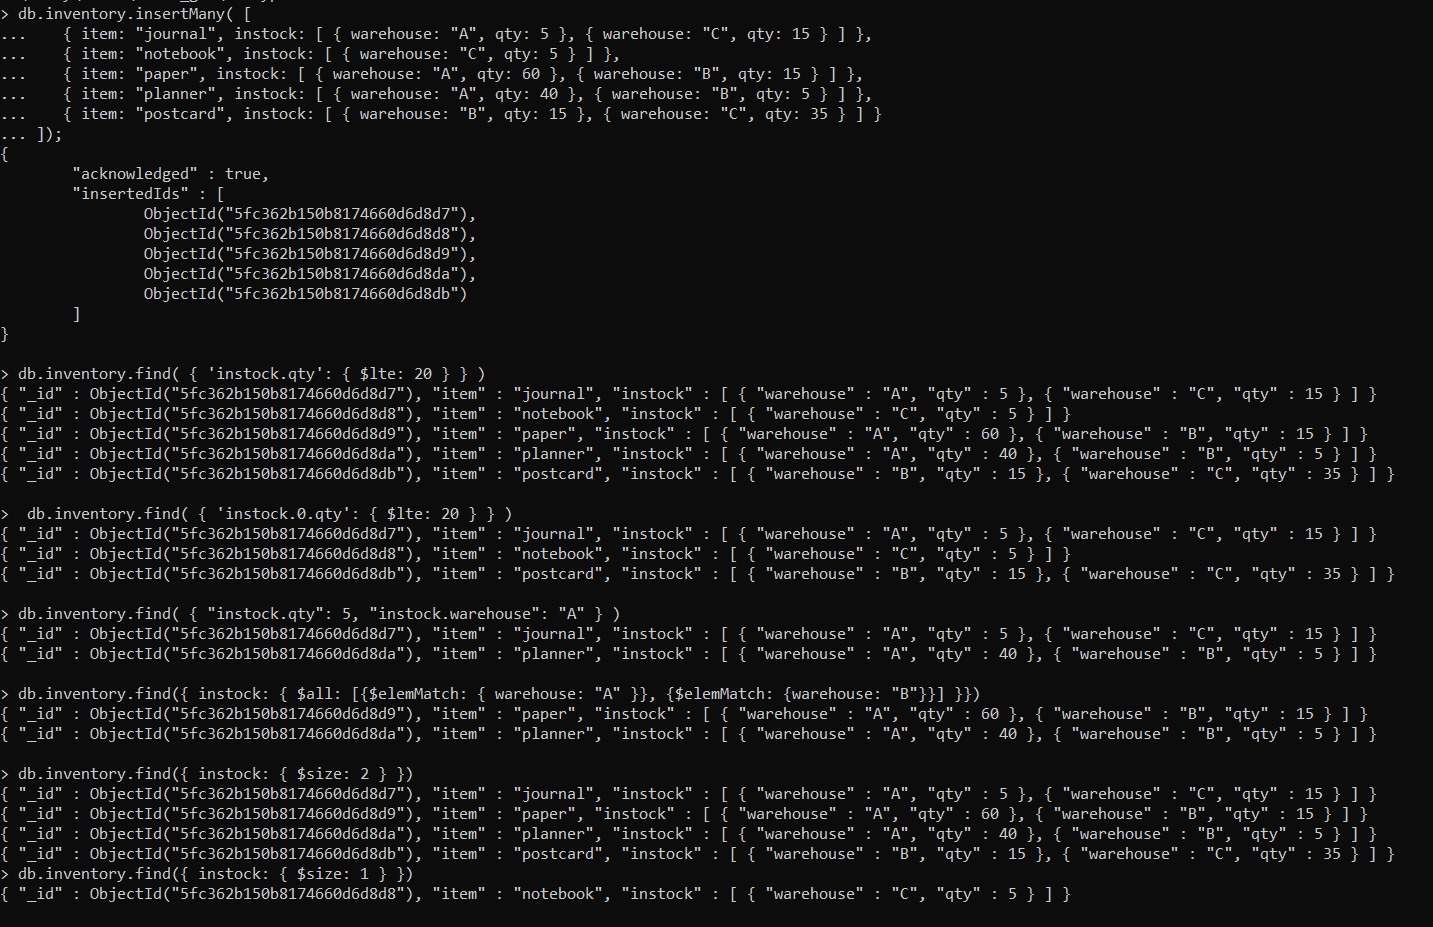 > db.inventory.insertMany( [
...    { item: "journal", instock: [ { warehouse: "A", qty: 5 }, { warehouse: "C", qty: 15 } ] },
...    { item: "notebook", instock: [ { warehouse: "C", qty: 5 } ] },
...    { item: "paper", instock: [ { warehouse: "A", qty: 60 }, { warehouse: "B", qty: 15 } ] },
...    { item: "planner", instock: [ { warehouse: "A", qty: 40 }, { warehouse: "B", qty: 5 } ] },
...    { item: "postcard", instock: [ { warehouse: "B", qty: 15 }, { warehouse: "C", qty: 35 } ] }
... ]);
{
        "acknowledged" : true,
        "insertedIds" : [
                ObjectId("5fc362b150b8174660d6d8d7"),
                ObjectId("5fc362b150b8174660d6d8d8"),
                ObjectId("5fc362b150b8174660d6d8d9"),
                ObjectId("5fc362b150b8174660d6d8da"),
                ObjectId("5fc362b150b8174660d6d8db")
        ]
}
> db.inventory.find( { 'instock.qty': { $lte: 20 } } )
{ "_id" : ObjectId("5fc362b150b8174660d6d8d7"), "item" : "journal", "instock" : [ { "warehouse" : "A", "qty" : 5 }, { "warehouse" : "C", "qty" : 15 } ] }
{ "_id" : ObjectId("5fc362b150b8174660d6d8d8"), "item" : "notebook", "instock" : [ { "warehouse" : "C", "qty" : 5 } ] }
{ "_id" : ObjectId("5fc362b150b8174660d6d8d9"), "item" : "paper", "instock" : [ { "warehouse" : "A", "qty" : 60 }, { "warehouse" : "B", "qty" : 15 } ] }
{ "_id" : ObjectId("5fc362b150b8174660d6d8da"), "item" : "planner", "instock" : [ { "warehouse" : "A", "qty" : 40 }, { "warehouse" : "B", "qty" : 5 } ] }
{ "_id" : ObjectId("5fc362b150b8174660d6d8db"), "item" : "postcard", "instock" : [ { "warehouse" : "B", "qty" : 15 }, { "warehouse" : "C", "qty" : 35 } ] }
>  db.inventory.find( { 'instock.0.qty': { $lte: 20 } } )
{ "_id" : ObjectId("5fc362b150b8174660d6d8d7"), "item" : "journal", "instock" : [ { "warehouse" : "A", "qty" : 5 }, { "warehouse" : "C", "qty" : 15 } ] }
{ "_id" : ObjectId("5fc362b150b8174660d6d8d8"), "item" : "notebook", "instock" : [ { "warehouse" : "C", "qty" : 5 } ] }
{ "_id" : ObjectId("5fc362b150b8174660d6d8db"), "item" : "postcard", "instock" : [ { "warehouse" : "B", "qty" : 15 }, { "warehouse" : "C", "qty" : 35 } ] }
> db.inventory.find( { "instock.qty": 5, "instock.warehouse": "A" } )
{ "_id" : ObjectId("5fc362b150b8174660d6d8d7"), "item" : "journal", "instock" : [ { "warehouse" : "A", "qty" : 5 }, { "warehouse" : "C", "qty" : 15 } ] }
{ "_id" : ObjectId("5fc362b150b8174660d6d8da"), "item" : "planner", "instock" : [ { "warehouse" : "A", "qty" : 40 }, { "warehouse" : "B", "qty" : 5 } ] }
> db.inventory.find({ instock: { $all: [{$elemMatch: { warehouse: "A" }}, {$elemMatch: {warehouse: "B"}}] }})
{ "_id" : ObjectId("5fc362b150b8174660d6d8d9"), "item" : "paper", "instock" : [ { "warehouse" : "A", "qty" : 60 }, { "warehouse" : "B", "qty" : 15 } ] }
{ "_id" : ObjectId("5fc362b150b8174660d6d8da"), "item" : "planner", "instock" : [ { "warehouse" : "A", "qty" : 40 }, { "warehouse" : "B", "qty" : 5 } ] }
> db.inventory.find({ instock: { $size: 2 } })
{ "_id" : ObjectId("5fc362b150b8174660d6d8d7"), "item" : "journal", "instock" : [ { "warehouse" : "A", "qty" : 5 }, { "warehouse" : "C", "qty" : 15 } ] }
{ "_id" : ObjectId("5fc362b150b8174660d6d8d9"), "item" : "paper", "instock" : [ { "warehouse" : "A", "qty" : 60 }, { "warehouse" : "B", "qty" : 15 } ] }
{ "_id" : ObjectId("5fc362b150b8174660d6d8da"), "item" : "planner", "instock" : [ { "warehouse" : "A", "qty" : 40 }, { "warehouse" : "B", "qty" : 5 } ] }
{ "_id" : ObjectId("5fc362b150b8174660d6d8db"), "item" : "postcard", "instock" : [ { "warehouse" : "B", "qty" : 15 }, { "warehouse" : "C", "qty" : 35 } ] }
> db.inventory.find({ instock: { $size: 1 } })
{ "_id" : ObjectId("5fc362b150b8174660d6d8d8"), "item" : "notebook", "instock" : [ { "warehouse" : "C", "qty" : 5 } ] }